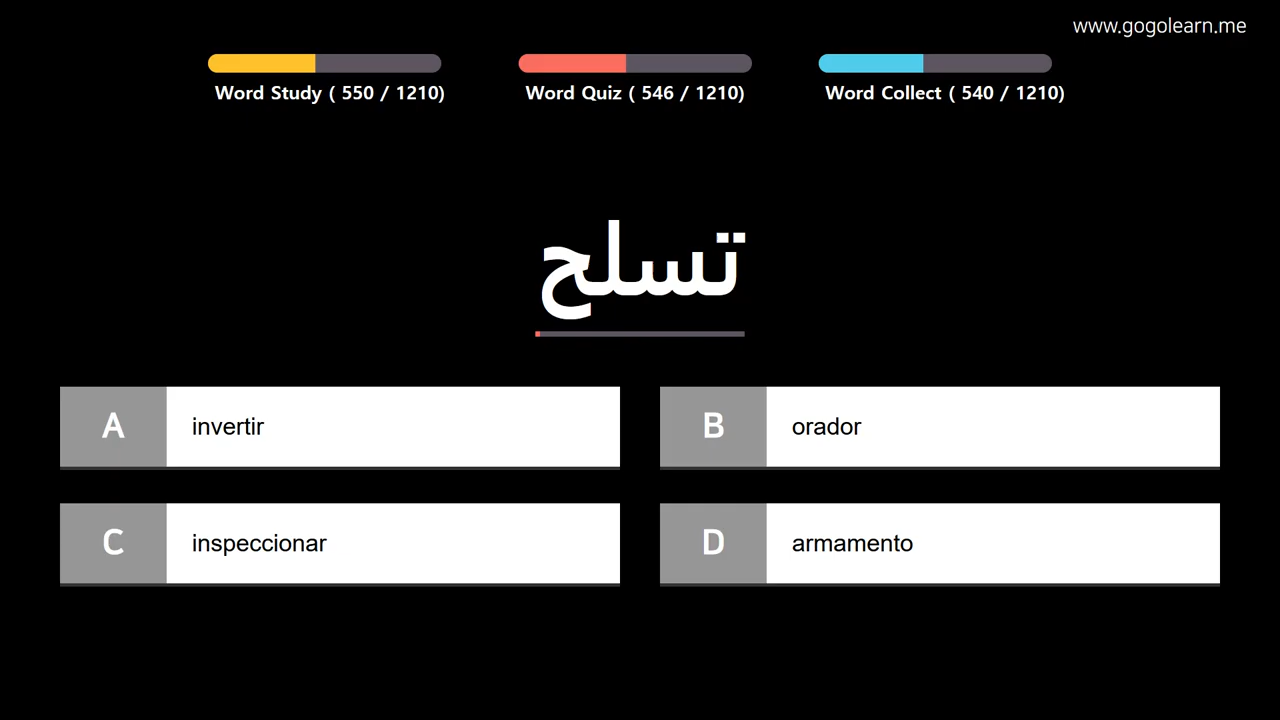 www.gogolearn.me
Word Study ( 550 / 1210)
Word Quiz ( 546 / 1210)
Word Collect ( 540 / 1210)
تسلح
A invertir
B orador
C inspeccionar
D armamento